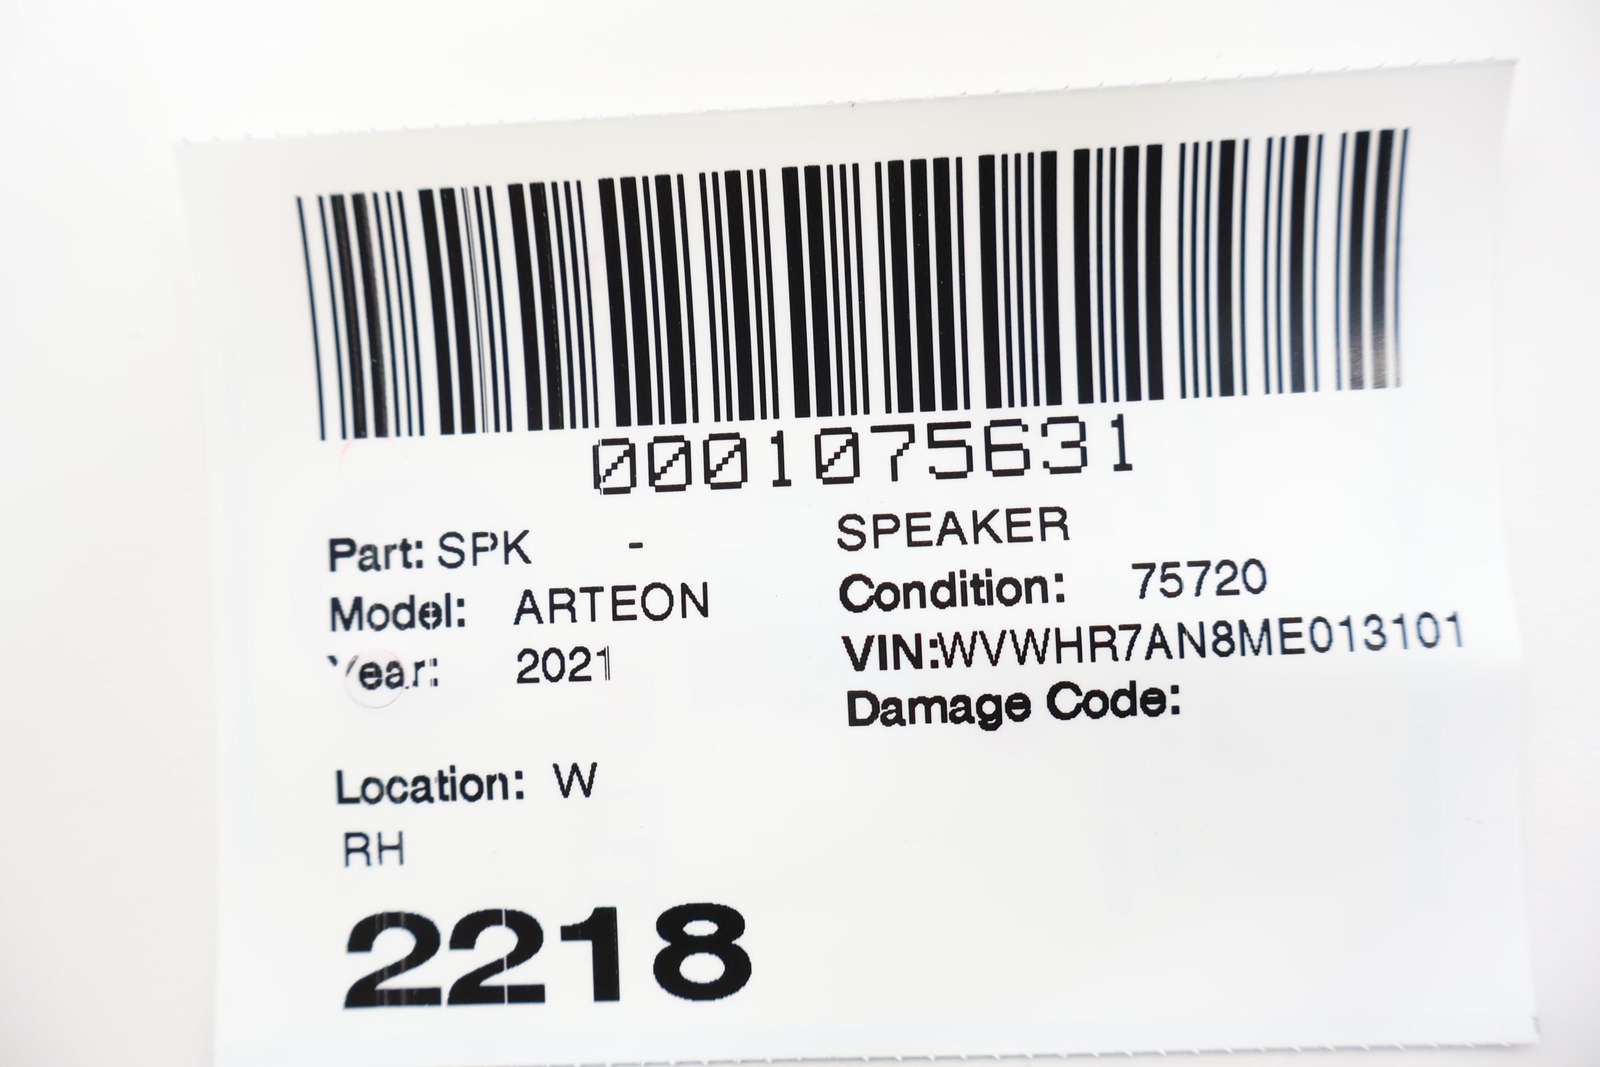 0001075631
Part: SPK - SPEAKER
Model: ARTEON Condition: 75720
Year: 2021 VIN:WVWHR7AN8ME013101
Damage Code:
Location: W
RH
2218